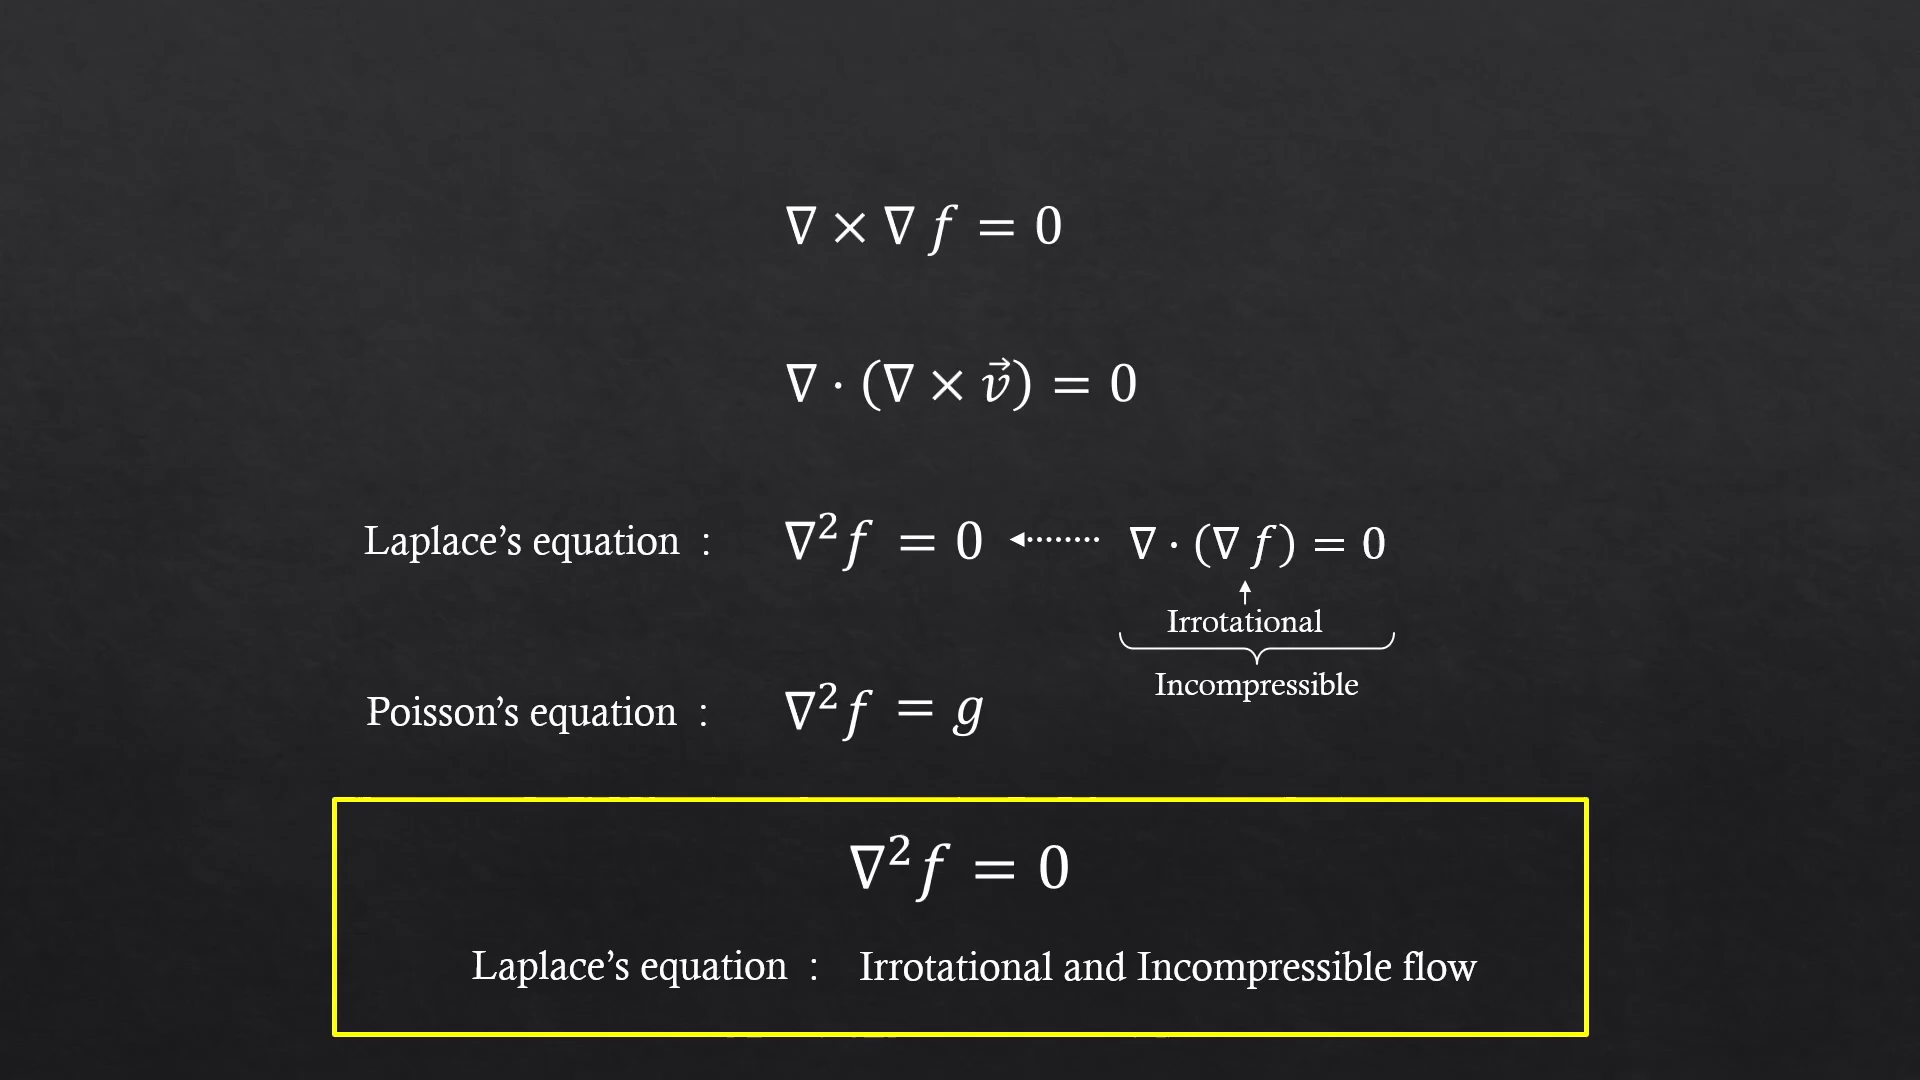 ∇ × ∇ f = 0
∇ · (∇ × v⃗) = 0
Laplace’s equation : ∇²f = 0 ∇ · (∇ f) = 0
Irrotational
Incompressible
Poisson’s equation : ∇²f = g
∇²f = 0
Laplace’s equation : Irrotational and Incompressible flow